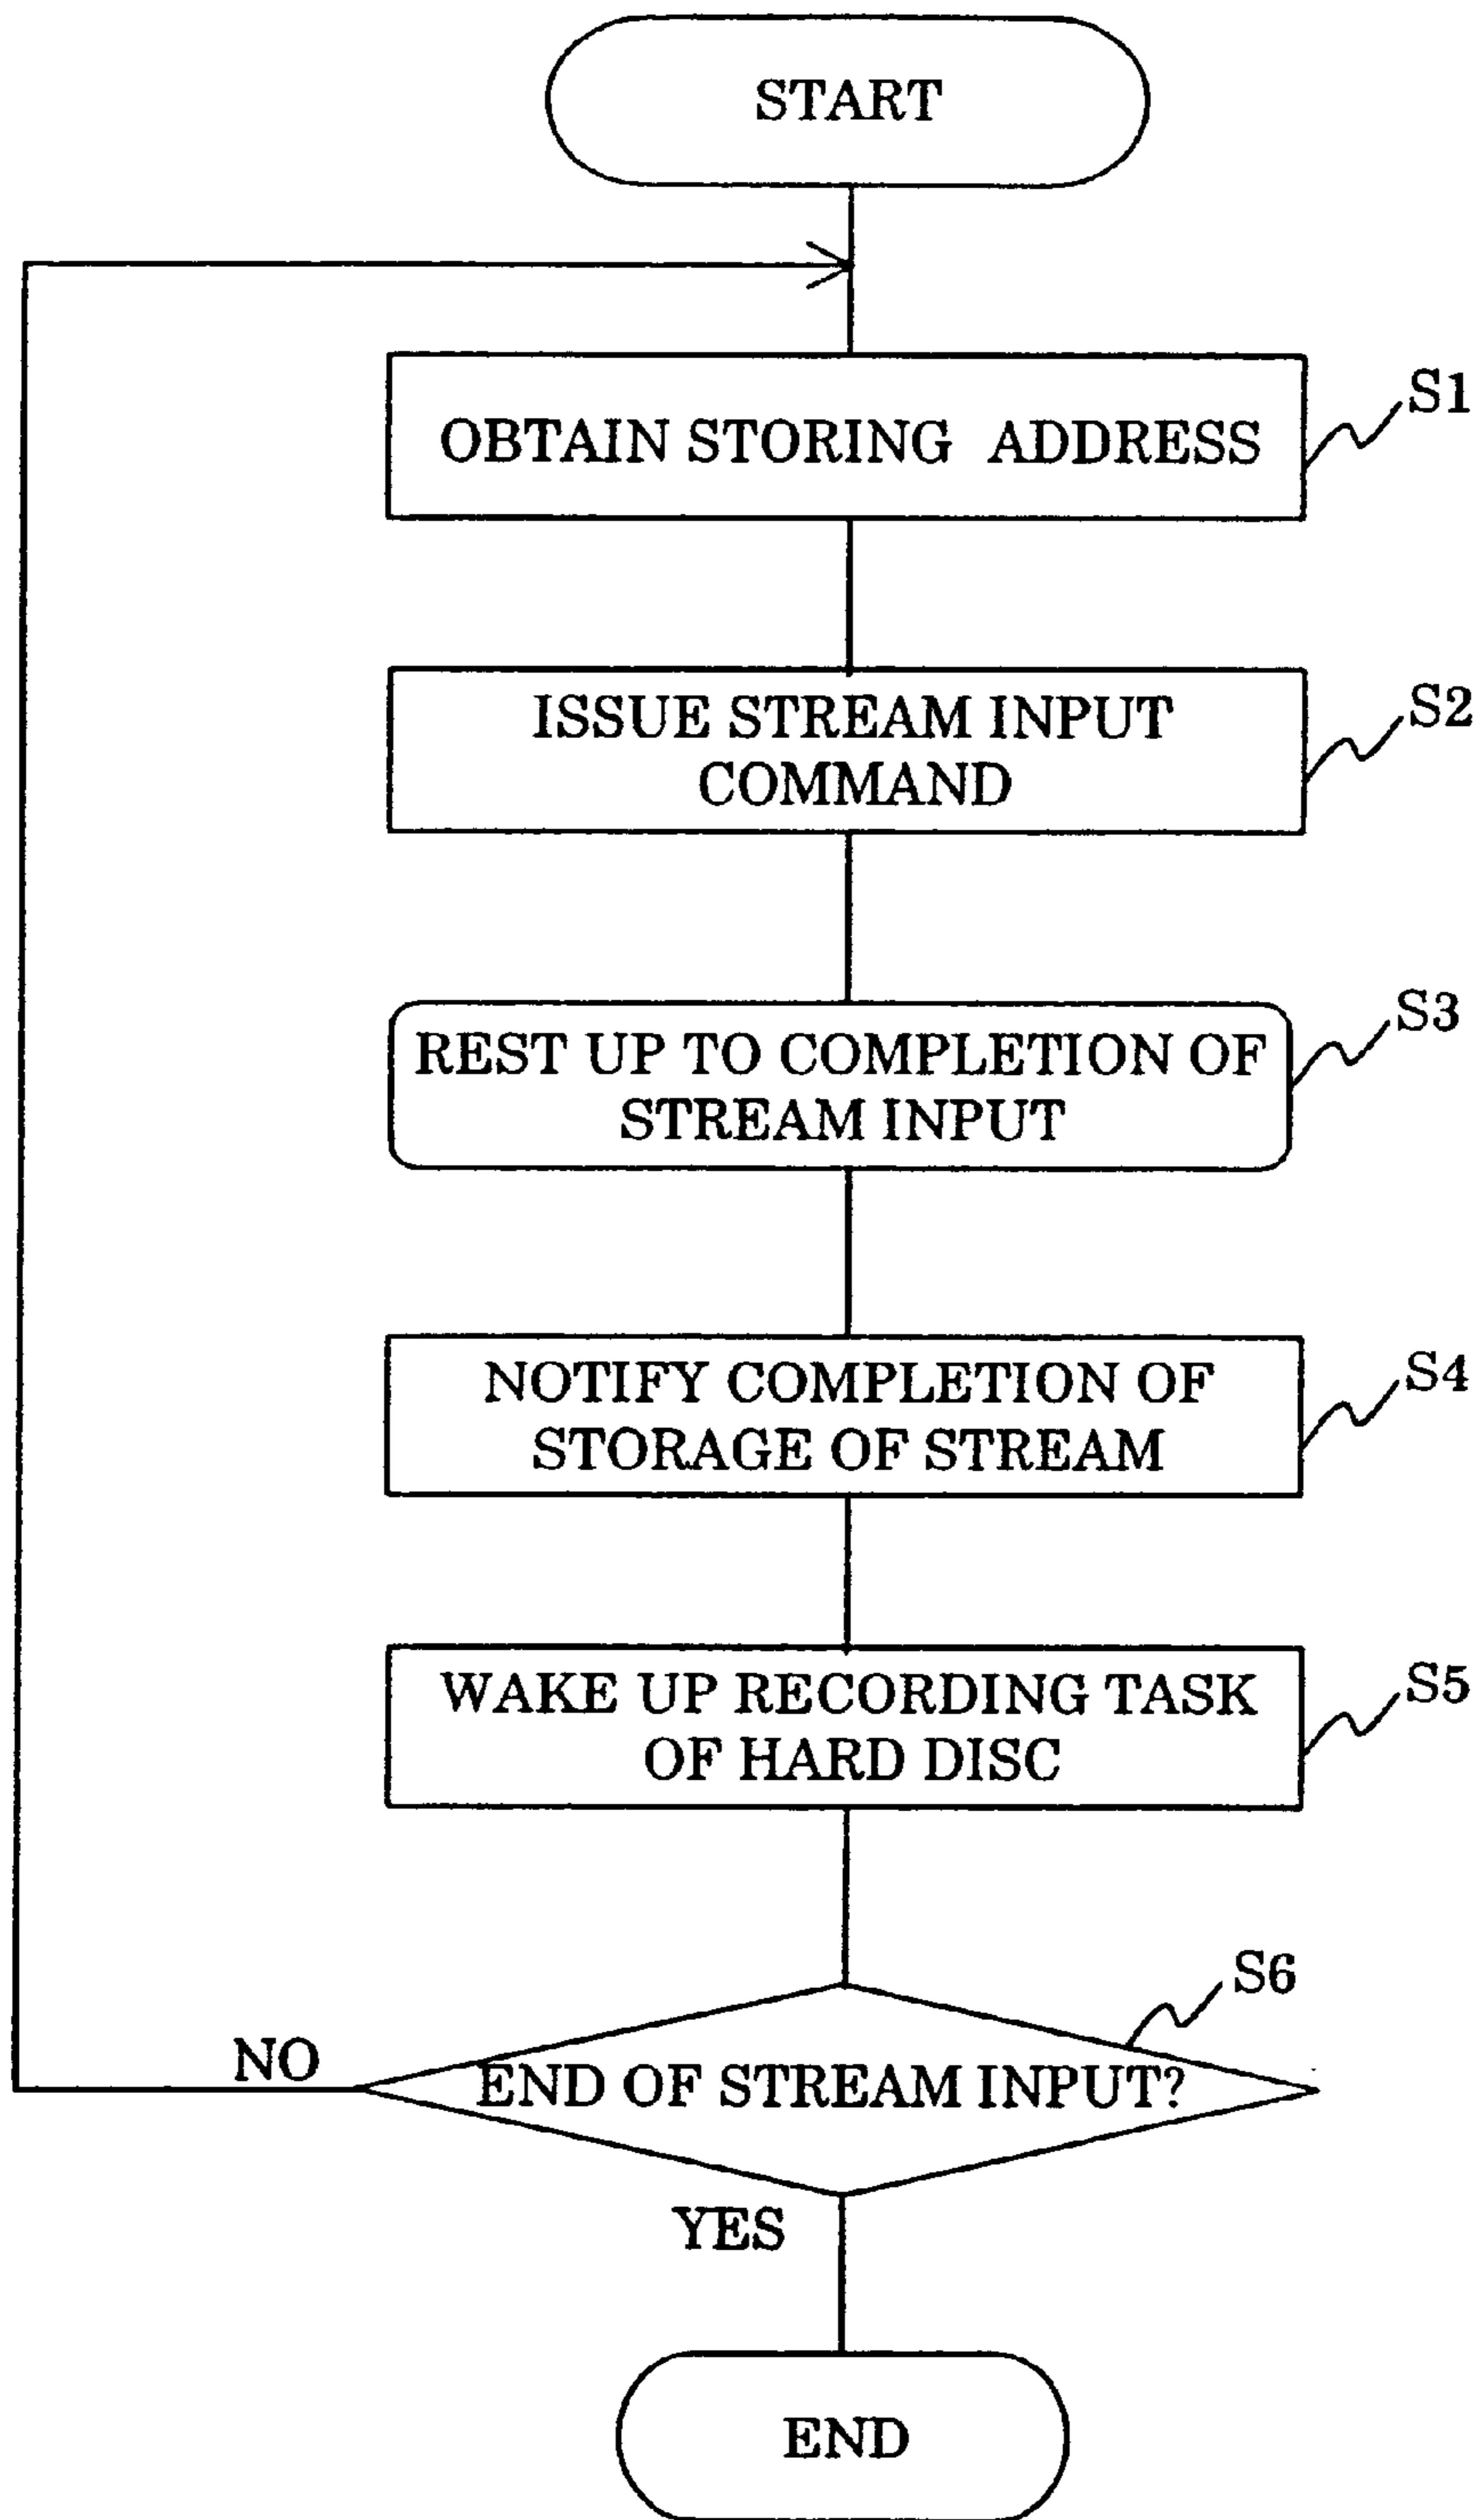 START
OBTAIN STORING ADDRESS
S1
ISSUE STREAM INPUT
COMMAND
S2
REST UP TO COMPLETION OF
STREAM INPUT
S3
NOTIFY COMPLETION OF
STORAGE OF STREAM
S4
WAKE UP RECORDING TASK
OF HARD DISC
S5
S6
NO
END OF STREAM INPUT?
YES
END